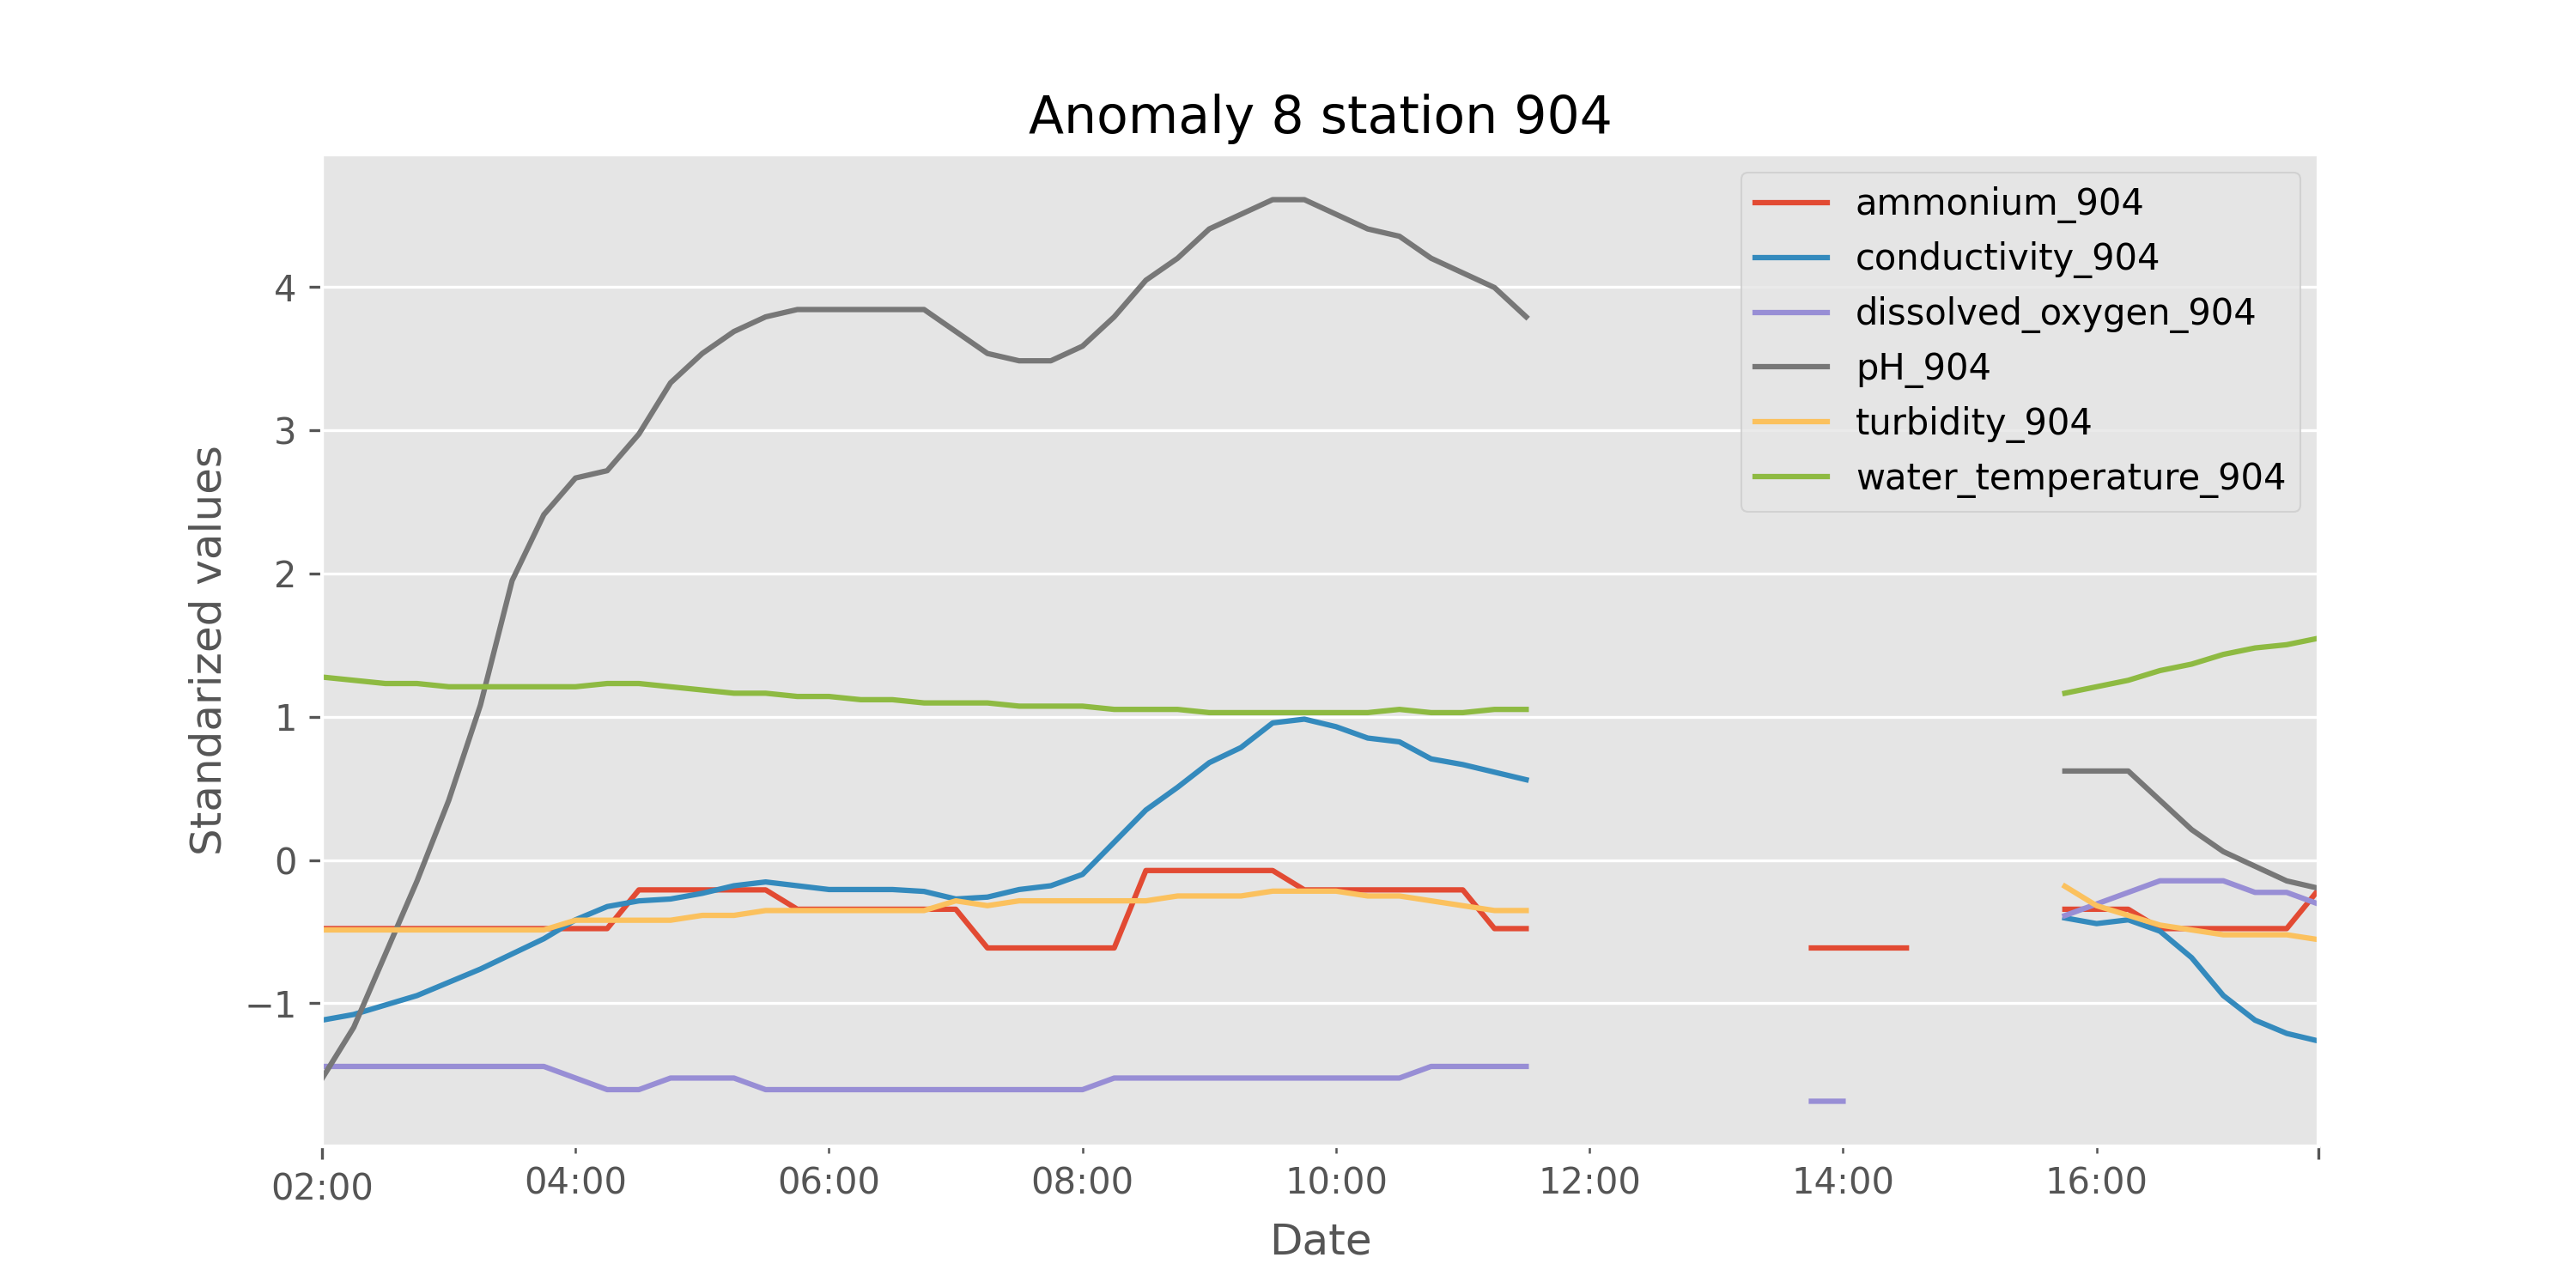 Anomaly 8 station 904
ammonium_904
conductivity_904
dissolved_oxygen_904
pH_904
turbidity_904
water_temperature_904
Standarized values
4
3
2
1
0
−1
02:00 04:00 06:00 08:00 10:00 12:00 14:00 16:00
Date